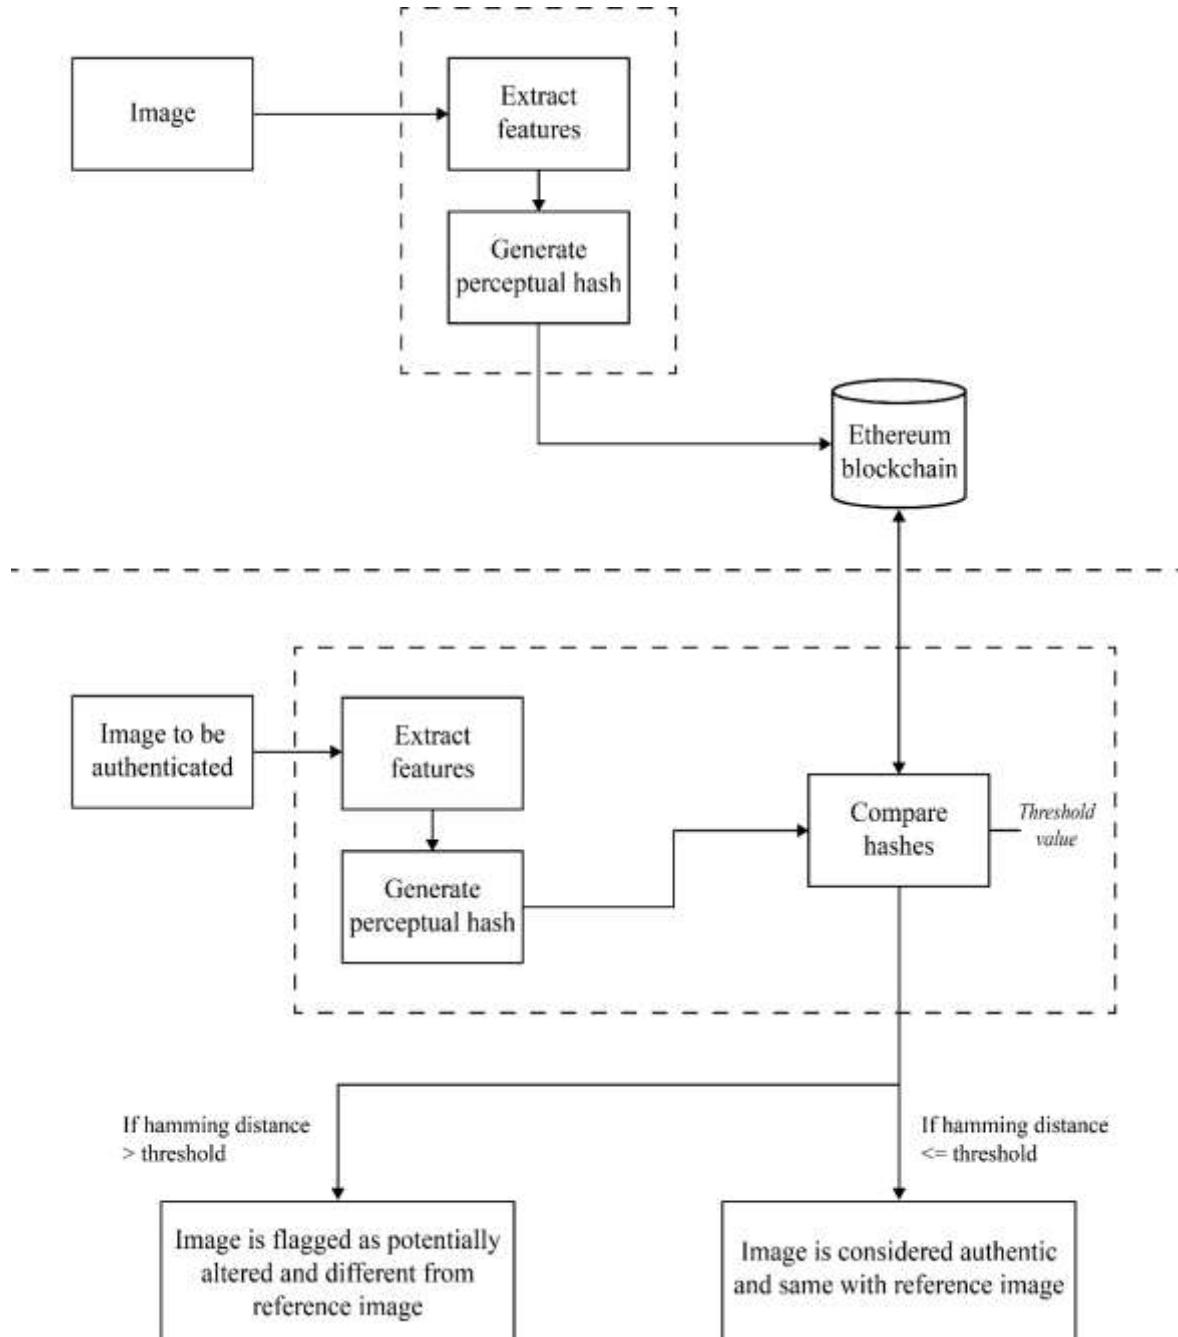 Image
Extract
features
Generate
perceptual hash
Ethereum
blockchain
Image to be
authenticated
Extract
features
Generate
perceptual hash
Compare
hashes
Threshold
value
If hamming distance
> threshold
If hamming distance
<= threshold
Image is flagged as potentially
altered and different from
reference image
Image is considered authentic
and same with reference image